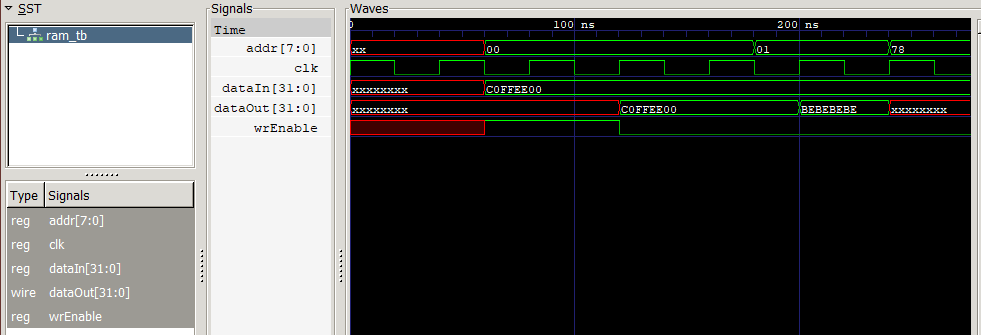 SST
ram_tb
Type Signals
reg addr[7:0]
reg clk
reg dataIn[31:0]
wire dataOut[31:0]
reg wrEnable
Signals
Time
addr[7:0]
clk
dataIn[31:0]
dataOut[31:0]
wrEnable
Waves
0 100 ns 200 ns
xx 00 01 78
xxxxxxxx C0FFEE00
xxxxxxxx C0FFEE00 BEBEBEBE xxxxxxxx